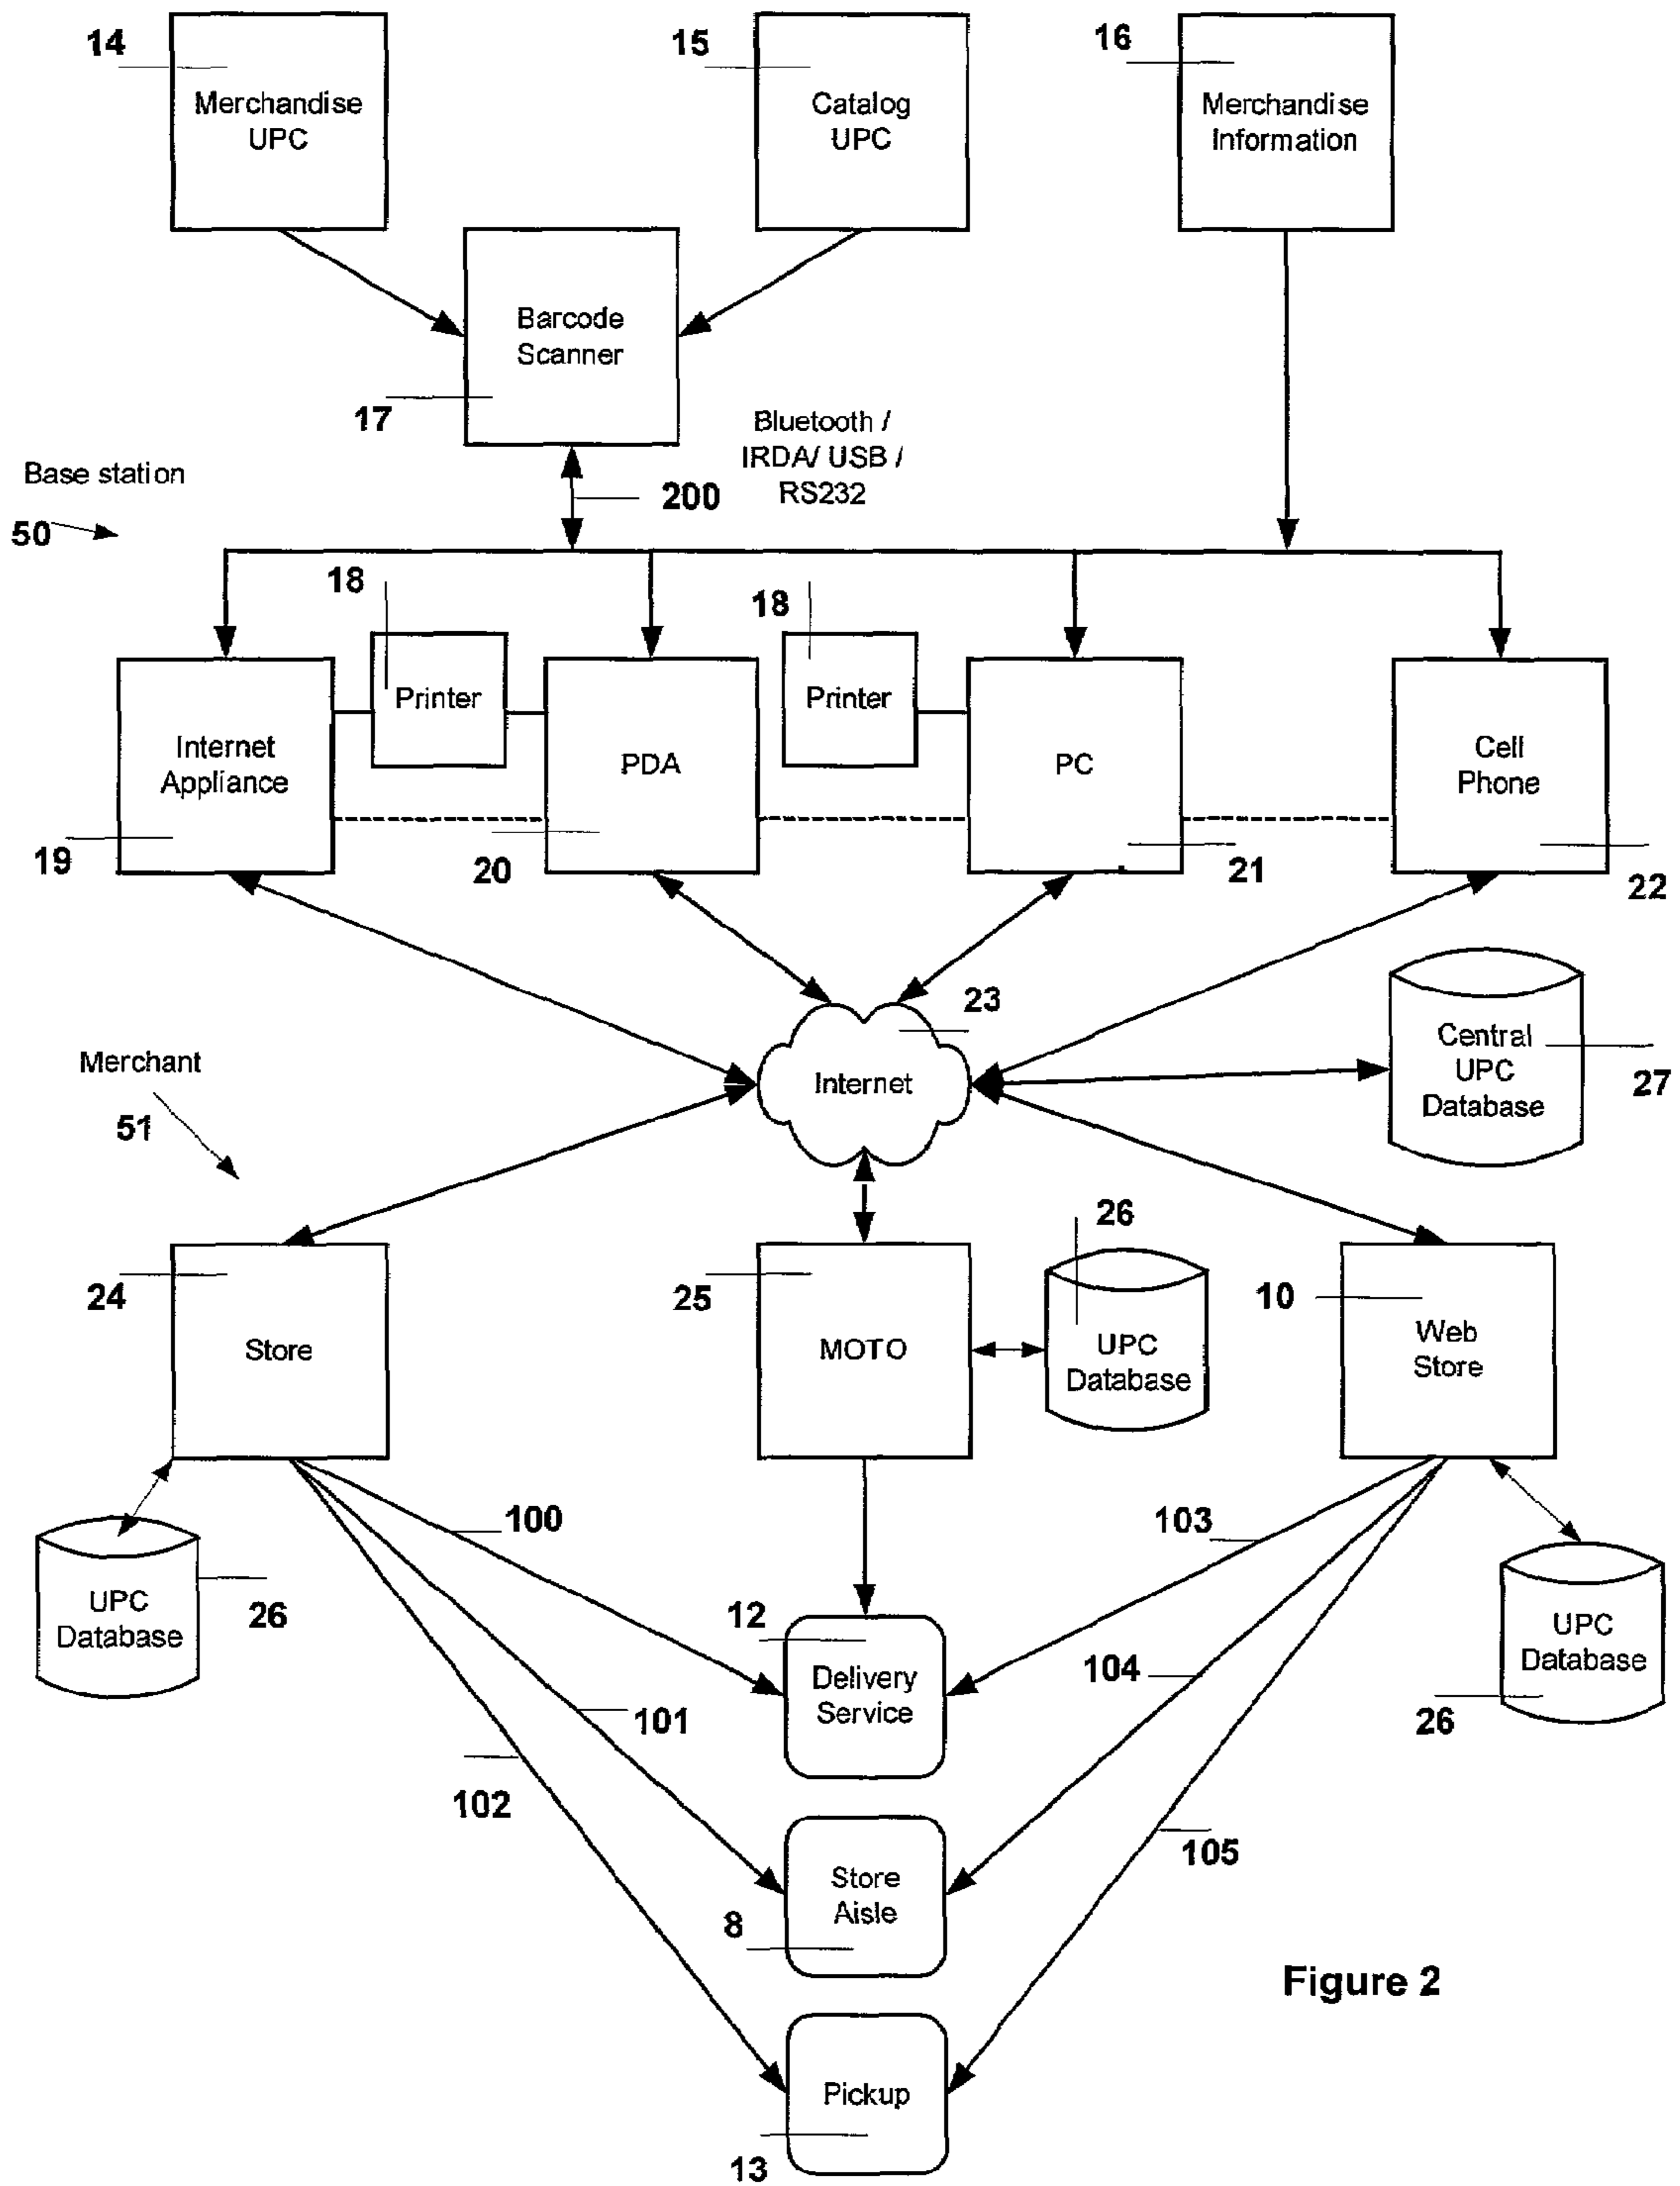 14
15
16
Merchandise
UPC
Catalog
UPC
Merchandise
Information
Barcode
Scanner
17
Bluetooth /
IRDA/ USB /
RS232
Base station
50
200
18
18
Printer
Printer
Internet
Appliance
PDA
PC
Cell
Phone
19
20
21
22
23
Internet
Central
UPC
Database
27
Merchant
51
24
25
26
10
Store
MOTO
UPC
Database
Web
Store
100
103
UPC
Database
26
12
Delivery
Service
UPC
Database
26
101
104
102
105
Store
Aisle
8
Figure 2
Pickup
13